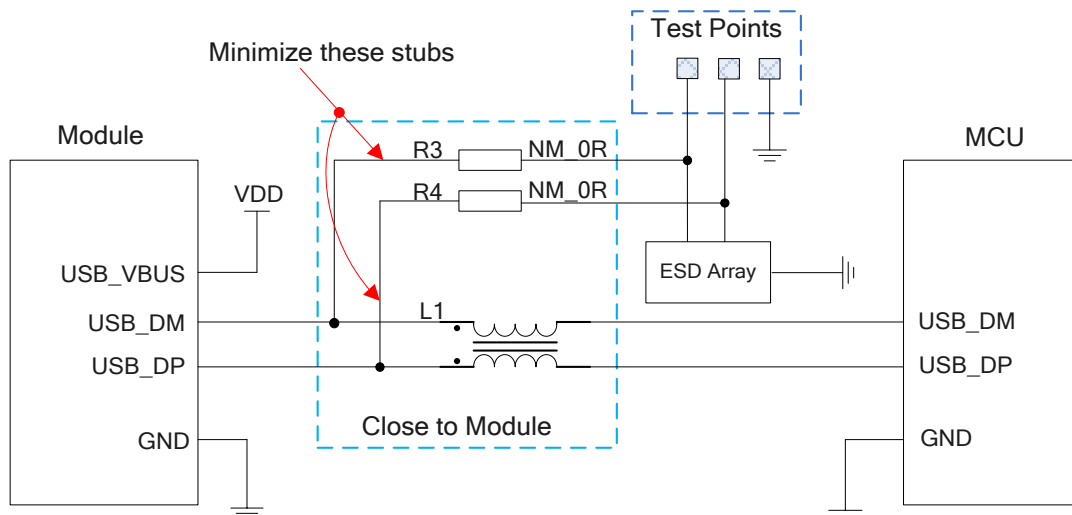 Test Points
Minimize these stubs
Module
MCU
R3
NM_0R
R4
NM_0R
VDD
ESD Array
USB_VBUS
USB_DM
L1
USB_DM
USB_DP
USB_DP
Close to Module
GND
GND